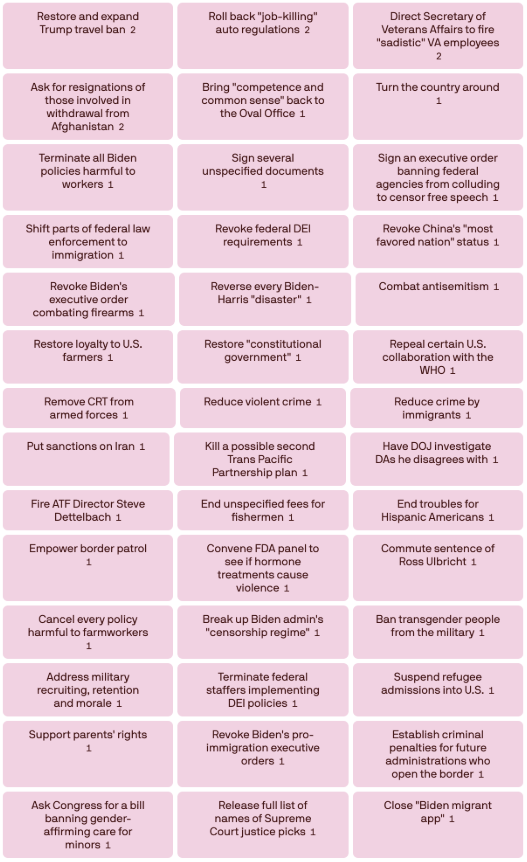 Restore and expand
Trump travel ban 2
Roll back "job-killing"
auto regulations 2
Direct Secretary of
Veterans Affairs to fire
"sadistic" VA employees
2
Ask for resignations of
those involved in
withdrawal from
Afghanistan 2
Bring "competence and
common sense" back to
the Oval Office 1
Turn the country around
1
Terminate all Biden
policies harmful to
workers 1
Sign several
unspecified documents
1
Sign an executive order
banning federal
agencies from colluding
to censor free speech 1
Shift parts of federal law
enforcement to
immigration 1
Revoke federal DEI
requirements 1
Revoke China's "most
favored nation" status 1
Revoke Biden's
executive order
combating firearms 1
Reverse every Biden-
Harris "disaster" 1
Combat antisemitism 1
Restore loyalty to U.S.
farmers 1
Restore "constitutional
government" 1
Repeal certain U.S.
collaboration with the
WHO 1
Remove CRT from
armed forces 1
Reduce violent crime 1
Reduce crime by
immigrants 1
Put sanctions on Iran 1
Kill a possible second
Trans Pacific
Partnership plan 1
Have DOJ investigate
DAs he disagrees with 1
Fire ATF Director Steve
Dettelbach 1
End unspecified fees for
fishermen 1
End troubles for
Hispanic Americans 1
Empower border patrol
1
Convene FDA panel to
see if hormone
treatments cause
violence 1
Commute sentence of
Ross Ulbricht 1
Cancel every policy
harmful to farmworkers
1
Break up Biden admin's
"censorship regime" 1
Ban transgender people
from the miltary 1
Address military
recruiting, retention
and morale 1
Terminate federal
staffers implementing
DEI policies 1
Suspend refugee
admissions into U.S. 1
Support parents' rights
1
Revoke Biden's pro-
immigration executive
orders 1
Establish criminal
penalties for future
administrations who
open the border 1
Ask Congress for a bill
banning gender-
affirming care for
minors 1
Release full list of
names of Supreme
Court justice picks 1
Close "Biden migrant
app" 1